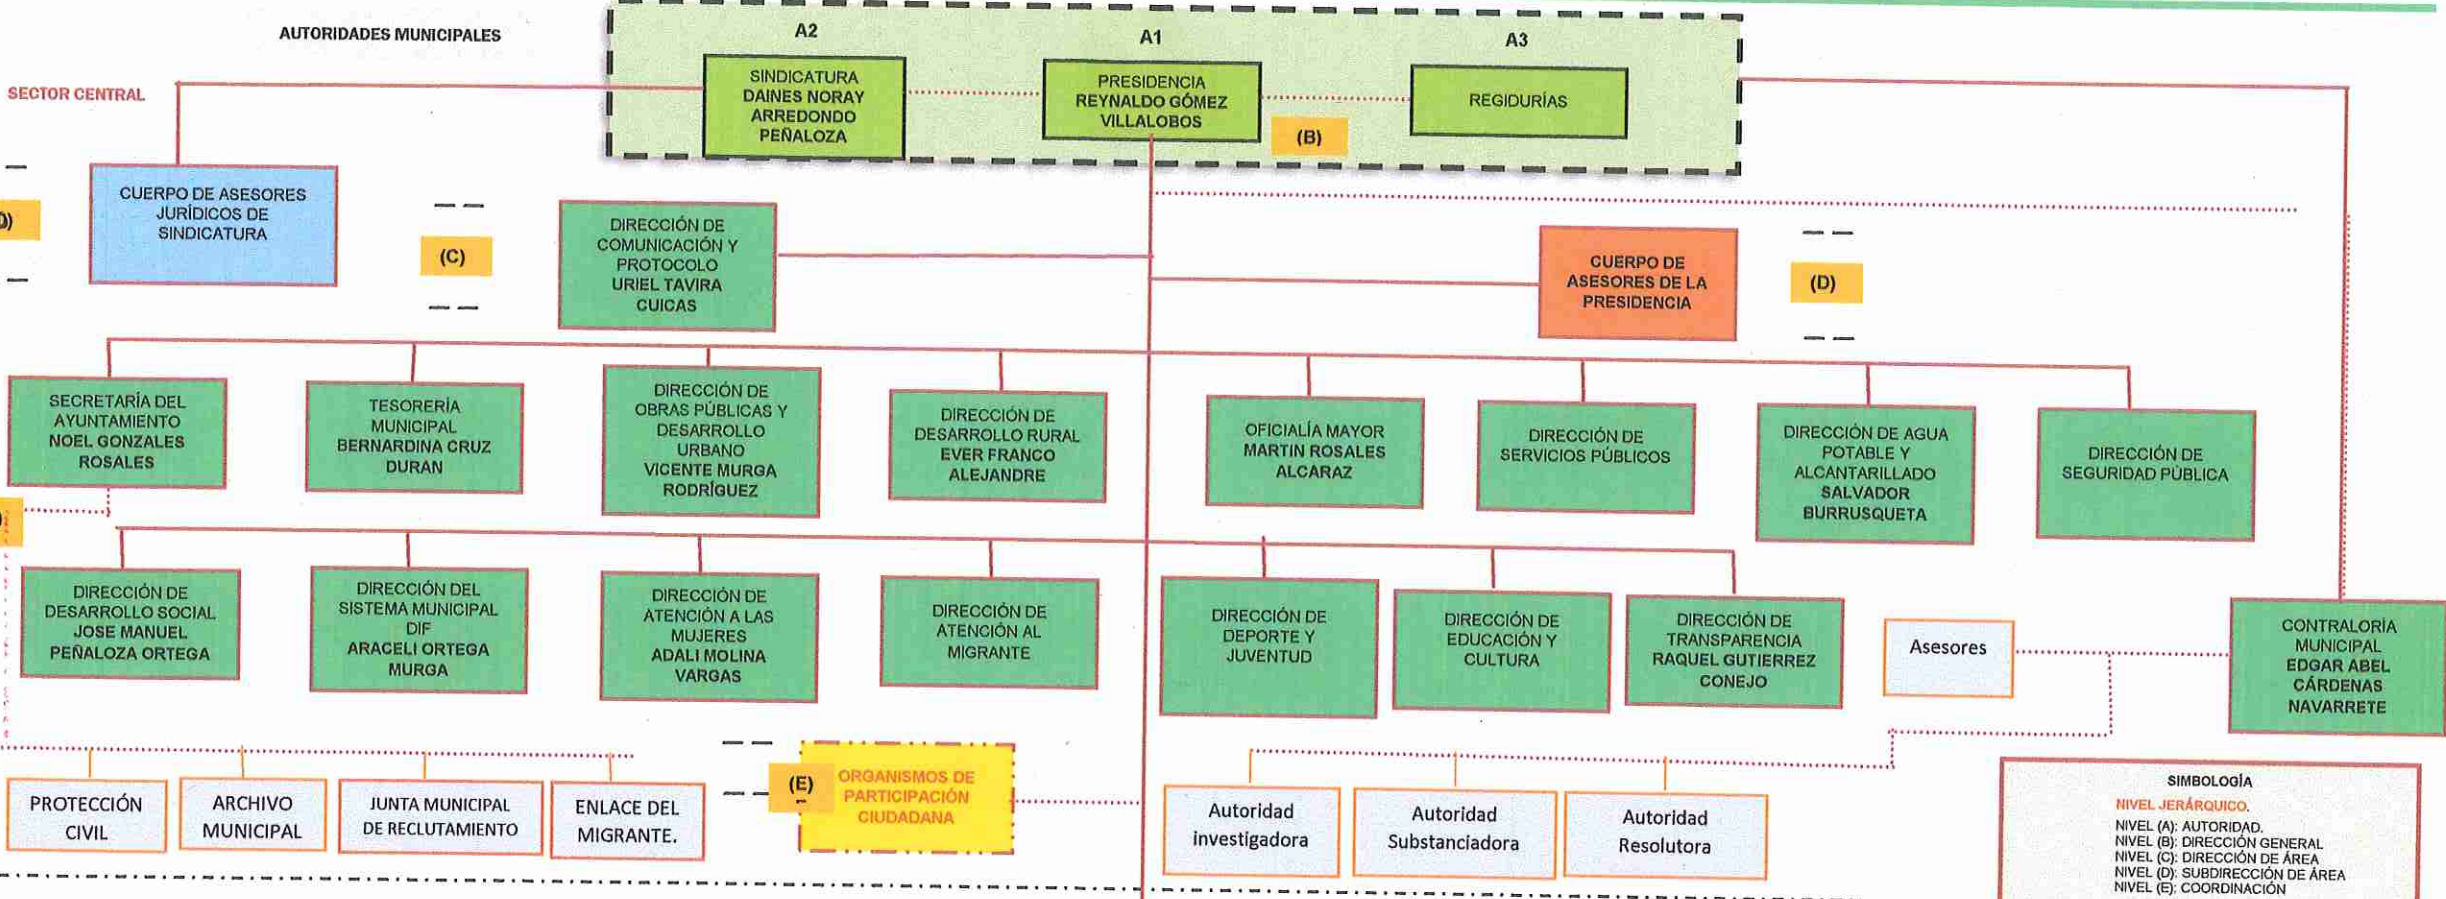 AUTORIDADES MUNICIPALES
SECTOR CENTRAL
A2
A1
A3
SINDICATURA
DAINES NORAY
ARREDONDO
PEÑALOZA
PRESIDENCIA
REYNALDO GÓMEZ
VILLALOBOS
(B)
REGIDURÍAS
CUERPO DE ASESORES
JURÍDICOS DE
SINDICATURA
(C)
DIRECCIÓN DE
COMUNICACIÓN Y
PROTOCOLO
URIEL TAVIRA
CUICAS
CUERPO DE
ASESORES DE LA
PRESIDENCIA
(D)
SECRETARÍA DEL
AYUNTAMIENTO
NOEL GONZALES
ROSALES
TESORERÍA
MUNICIPAL
BERNARDINA CRUZ
DURAN
DIRECCIÓN DE
OBRAS PÚBLICAS Y
DESARROLLO
URBANO
VICENTE MURGA
RODRÍGUEZ
DIRECCIÓN DE
DESARROLLO RURAL
EVER FRANCO
ALEJANDRE
OFICIALÍA MAYOR
MARTIN ROSALES
ALCARAZ
DIRECCIÓN DE
SERVICIOS PÚBLICOS
DIRECCIÓN DE AGUA
POTABLE Y
ALCANTARILLADO
SALVADOR
BURRUSQUETA
DIRECCIÓN DE
SEGURIDAD PÚBLICA
DIRECCIÓN DE
DESARROLLO SOCIAL
JOSE MANUEL
PEÑALOZA ORTEGA
DIRECCIÓN DEL
SISTEMA MUNICIPAL
DIF
ARACELI ORTEGA
MURGA
DIRECCIÓN DE
ATENCIÓN A LAS
MUJERES
ADALI MOLINA
VARGAS
DIRECCIÓN DE
ATENCIÓN AL
MIGRANTE
DIRECCIÓN DE
DEPORTE Y
JUVENTUD
DIRECCIÓN DE
EDUCACIÓN Y
CULTURA
DIRECCIÓN DE
TRANSPARENCIA
RAQUEL GUTIERREZ
CONEJO
Asesores
CONTRALORÍA
MUNICIPAL
EDGAR ABEL
CÁRDENAS
NAVARRETE
PROTECCIÓN
CIVIL
ARCHIVO
MUNICIPAL
JUNTA MUNICIPAL
DE RECLUTAMIENTO
ENLACE DEL
MIGRANTE.
(E)
ORGANISMOS DE
PARTICIPACIÓN
CIUDADANA
Autoridad
investigadora
Autoridad
Substanciadora
Autoridad
Resolutora
SIMBOLOGÍA
NIVEL JERÁRQUICO.
NIVEL (A): AUTORIDAD.
NIVEL (B): DIRECCIÓN GENERAL
NIVEL (C): DIRECCIÓN DE ÁREA
NIVEL (D): SUBDIRECCIÓN DE ÁREA
NIVEL (E): COORDINACIÓN